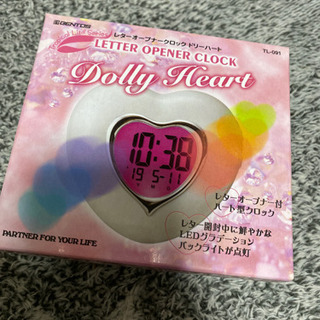 GENTOS
レターオープナークロック・ドリーハート
TL-091
LETTER OPENER CLOCK
Dolly Heart
10:38
19 5-11
レターオープナー付
ハート型クロック
レター開封中に鮮やかな
LEDグラデーション
バックライトが点灯
PARTNER FOR YOUR LIFE